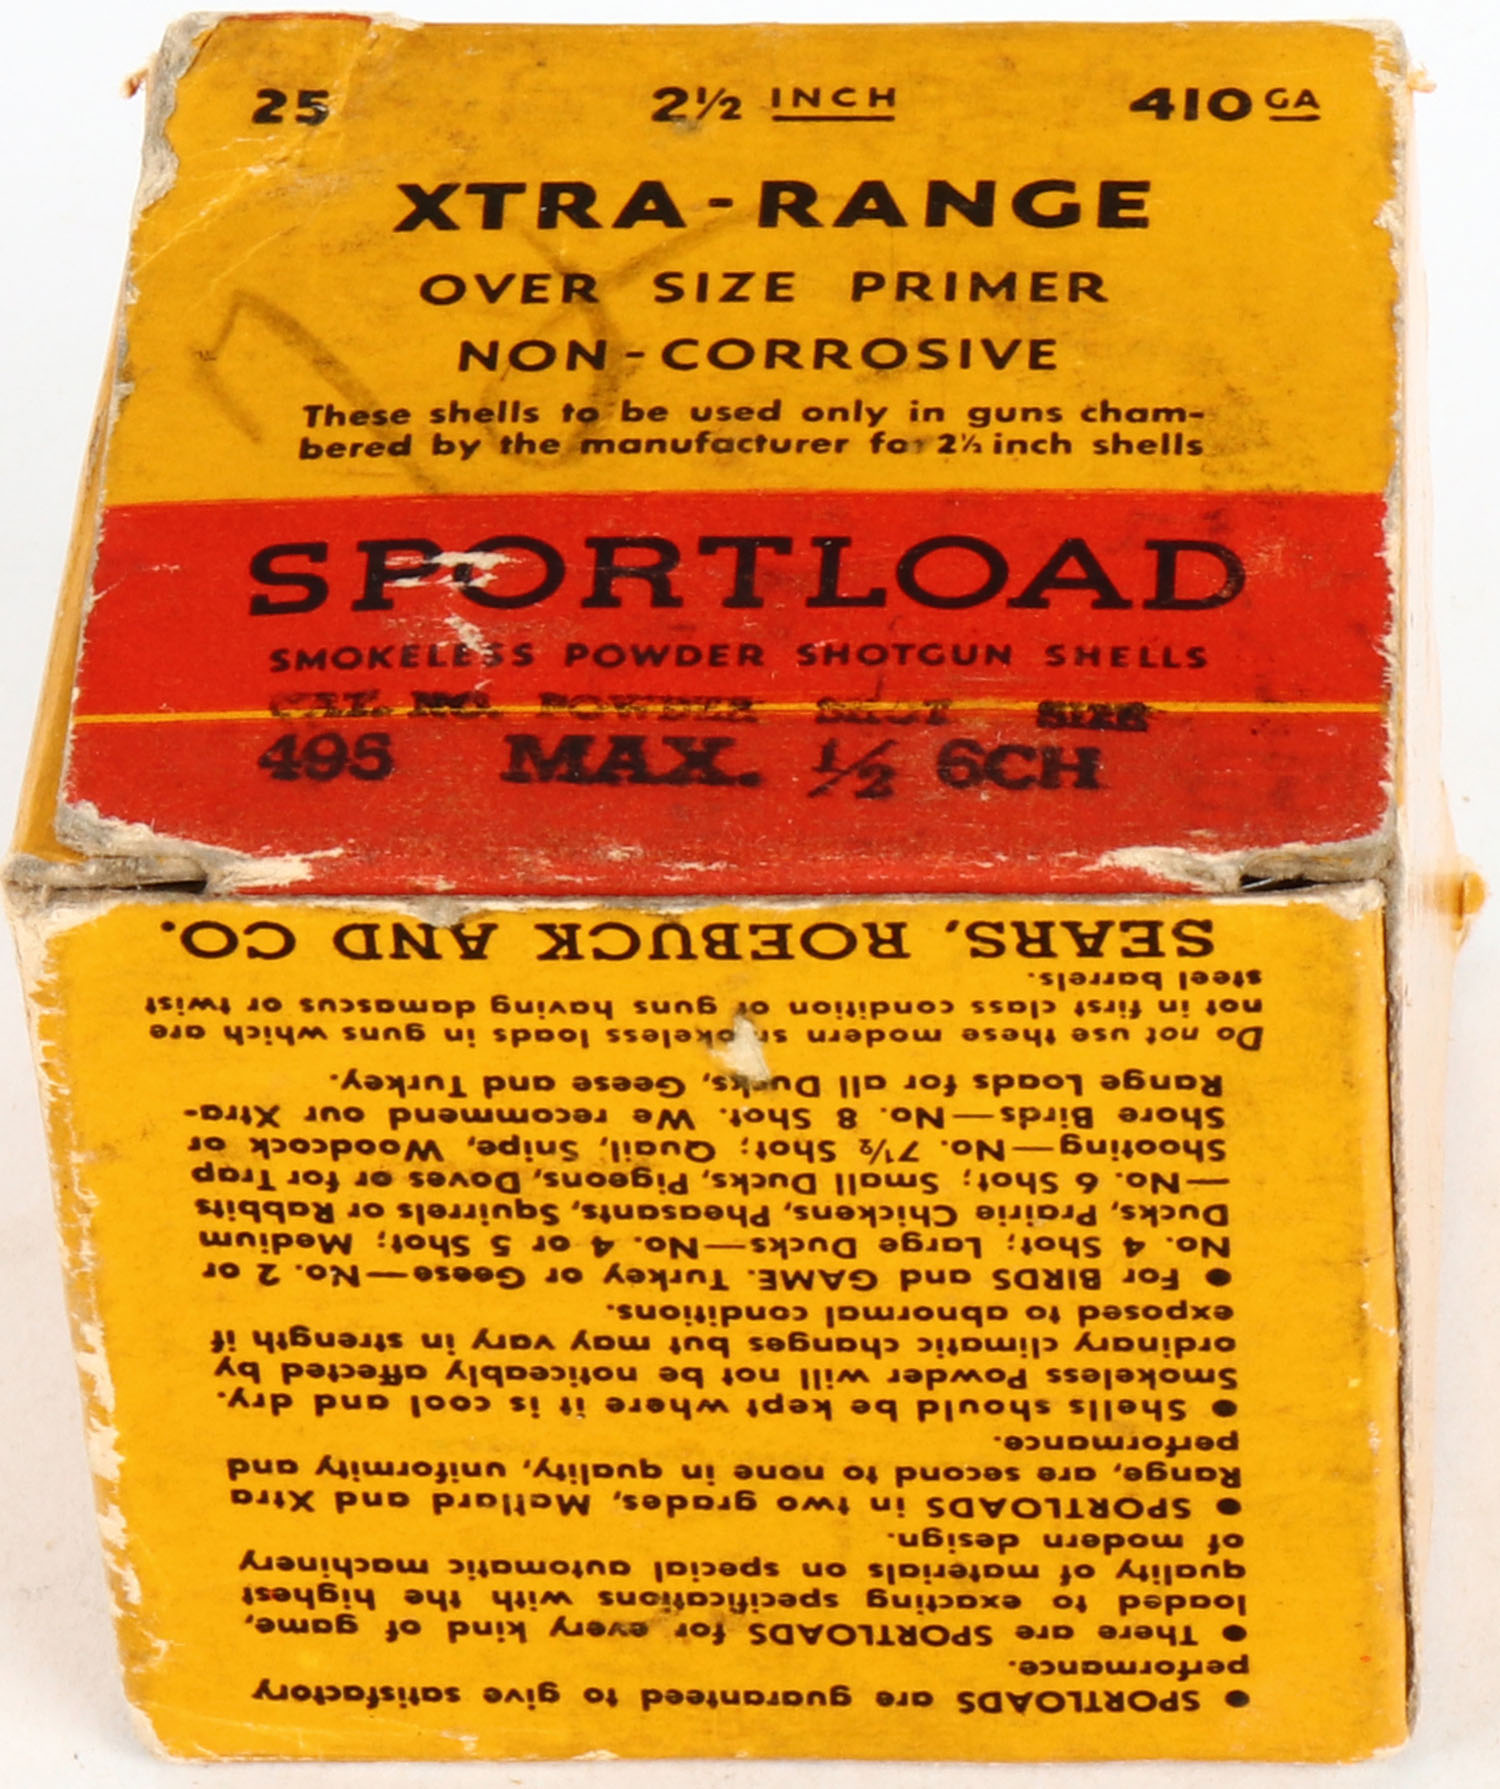 25 2½ INCH 410 GA
XTRA-RANGE
OVER SIZE PRIMER
NON-CORROSIVE
These shells to be used only in guns cham-
bered by the manufacturer for 2½ inch shells
SPORTLOAD
SMOKELESS POWDER SHOTGUN SHELLS
CAT. NO. POWDER SHOT SIZE
495 MAX. ½ 6CH
• SPORTLOADS are guaranteed to give satisfactory
performance.
• There are SPORTLOADS for every kind of game,
loaded to exacting specifications with the highest
quality of materials on special automatic machinery
of modern design.
• SPORTLOADS in two grades, Mallard and Xtra
Range, are second to none in quality, uniformity and
performance.
• Shells should be kept where it is cool and dry.
Smokeless Powder will not be noticeably affected by
ordinary climatic changes but may vary in strength if
exposed to abnormal conditions.
• For BIRDS and GAME. Turkey or Geese—No. 2 or
No. 4 Shot; Large Ducks—No. 4 or 5 Shot; Medium
Ducks, Prairie Chickens, Pheasants, Squirrels or Rabbits
—No. 6 Shot; Small Ducks, Pigeons, Doves or for Trap
Shooting—No. 7½ Shot; Quail, Snipe, Woodcock or
Shore Birds—No. 8 Shot. We recommend our Xtra-
Range Loads for all Ducks, Geese and Turkey.
Do not use these modern smokeless loads in guns which are
not in first class condition or guns having damascus or twist
steel barrels.
SEARS, ROEBUCK AND CO.